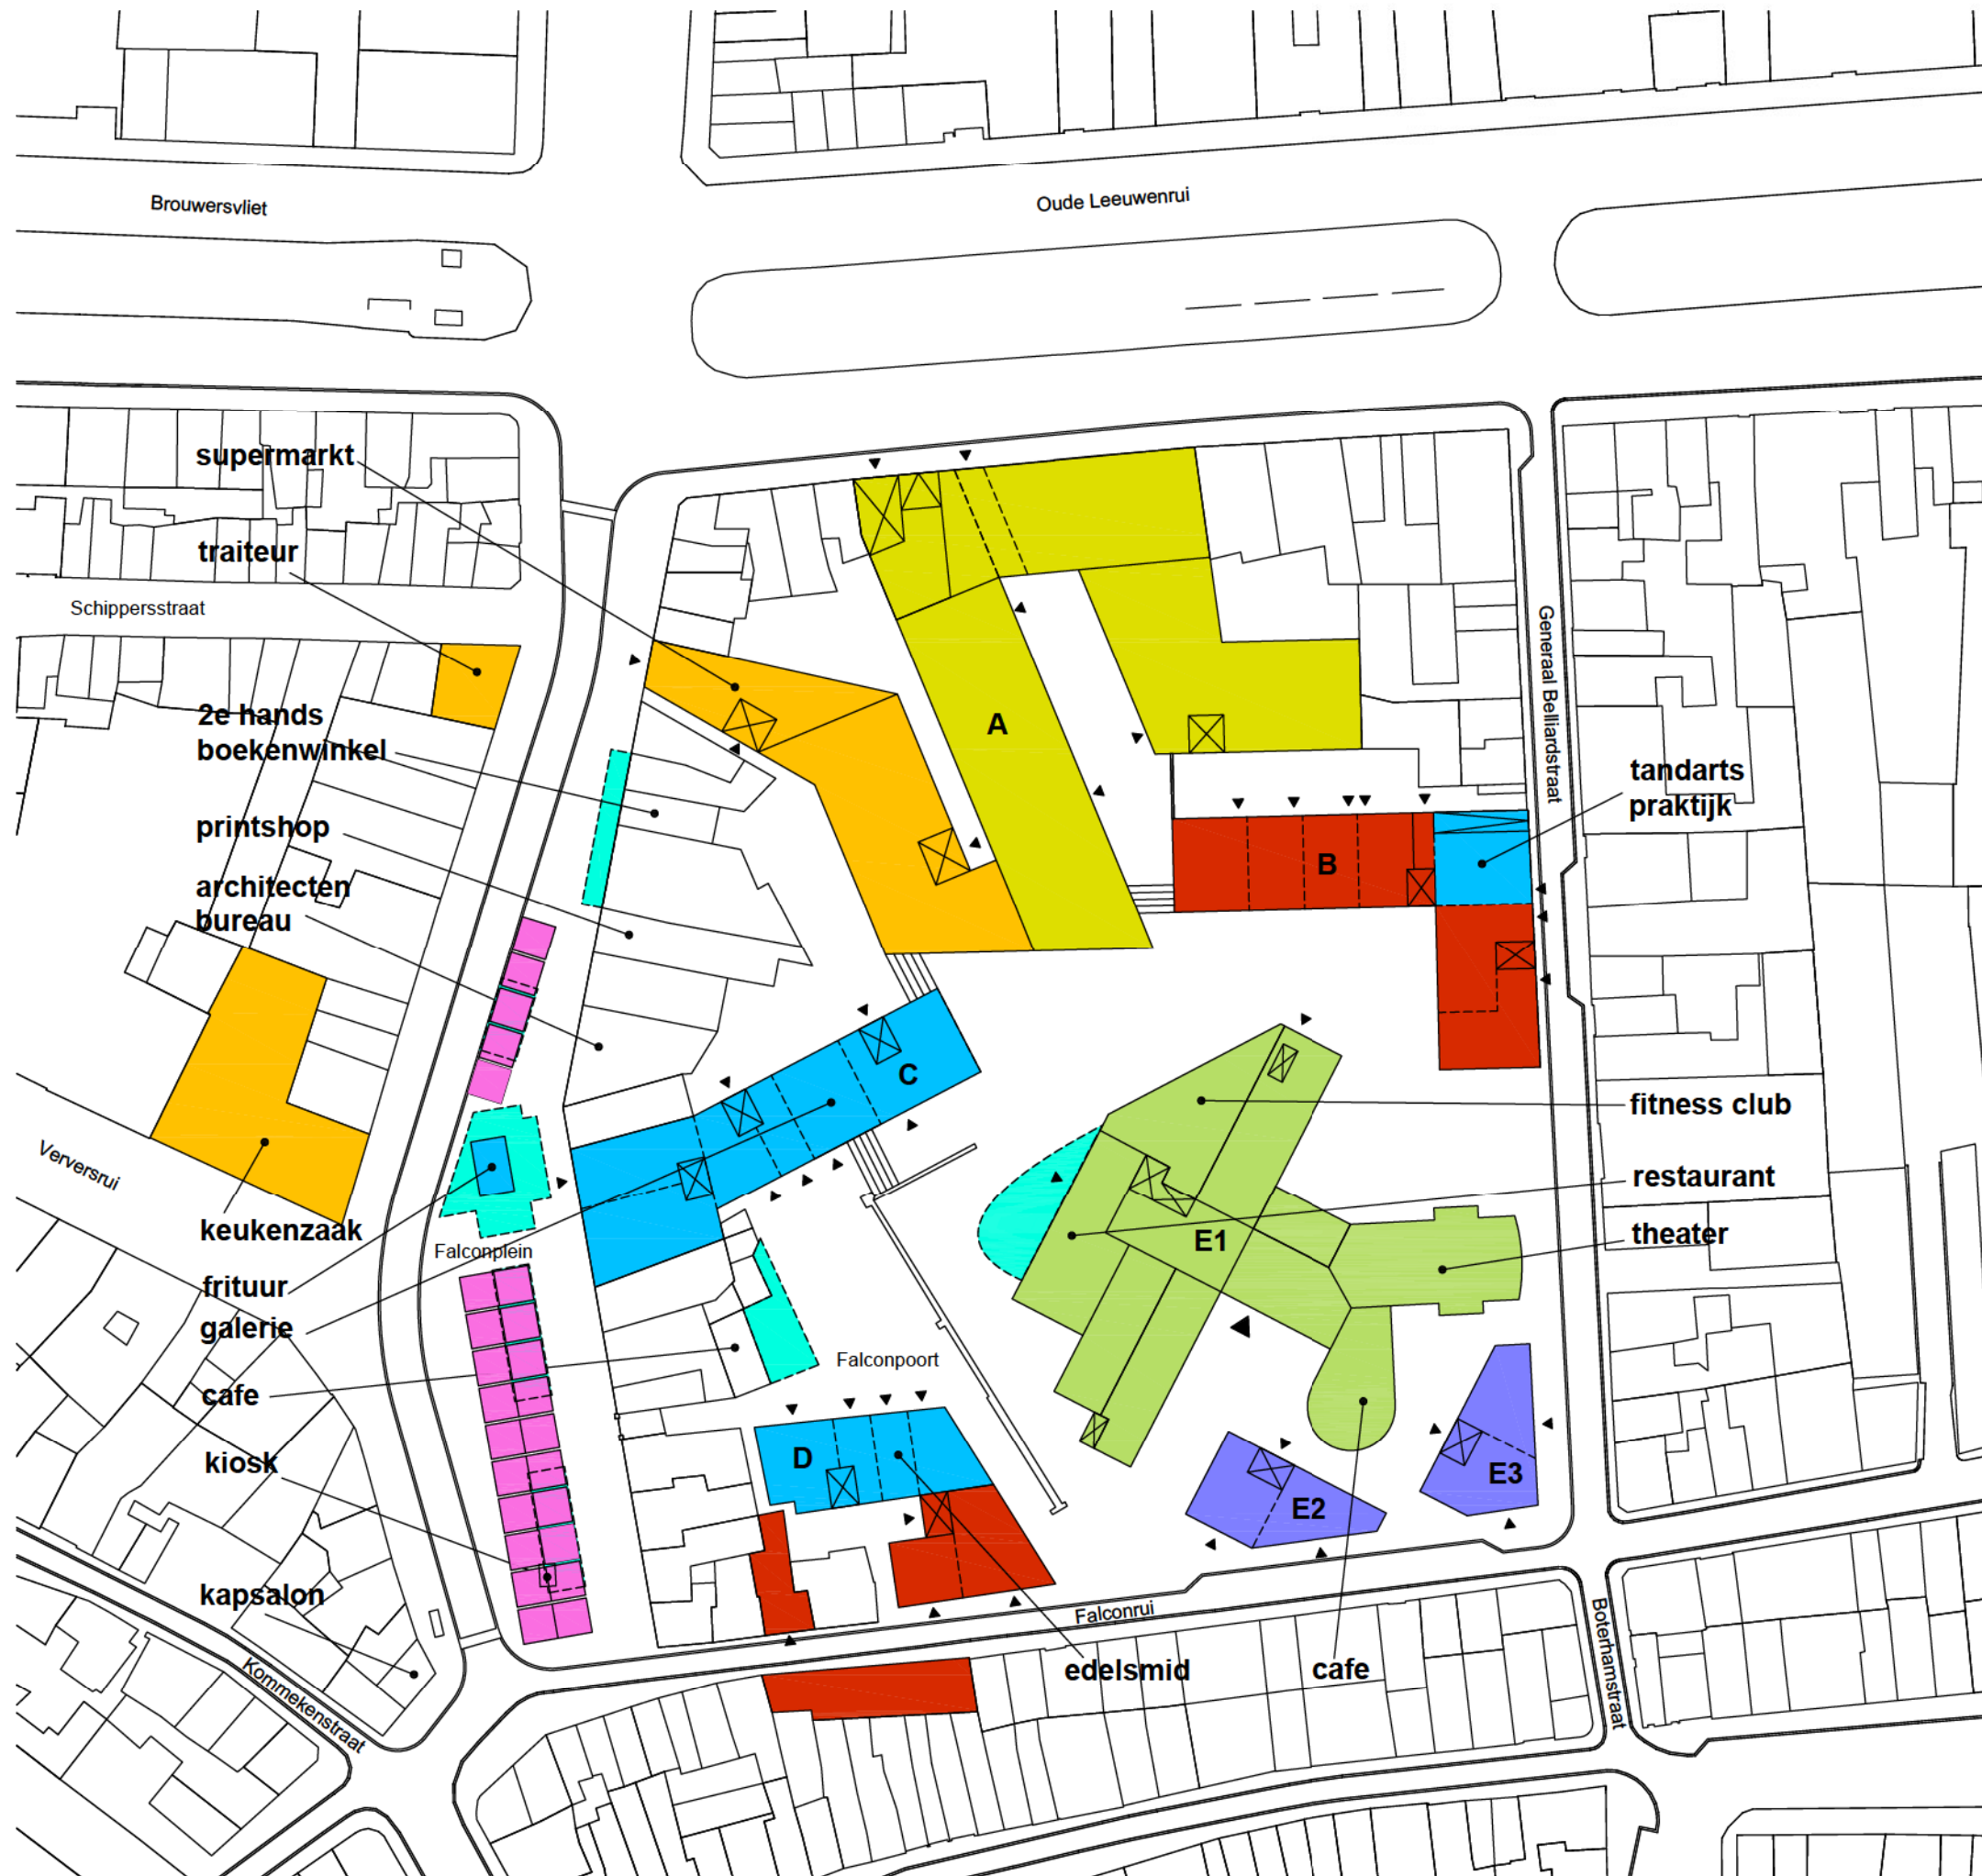 Brouwersvliet
Oude Leeuwenrui
supermarkt
traiteur
Schippersstraat
Generaal Belliardstraat
2e hands
boekenwinkel
A
tandarts
praktijk
printshop
B
architecten
bureau
C
fitness club
Verversrui
restaurant
keukenzaak
Falconplein
E1
theater
frituur
galerie
Falconpoort
cafe
kiosk
D
E3
E2
kapsalon
Falconrui
Boterhamstraat
Kommekenstraat
edelsmid
cafe